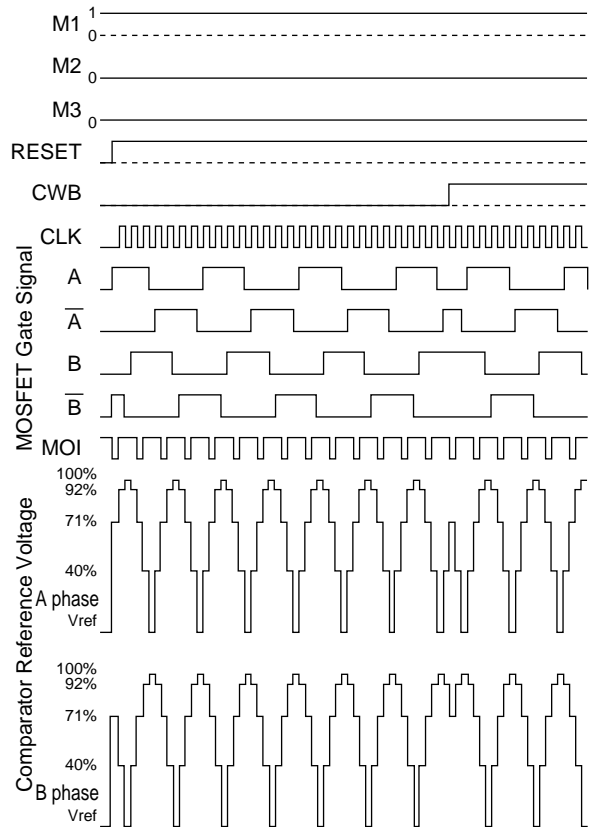 M1 1
0
M2 0
M3 0
RESET
CWB
CLK
MOSFET Gate Signal
A
A
B
B
MOI
Comparator Reference Voltage
100%
92%
71%
40%
A phase
Vref
100%
92%
71%
40%
B phase
Vref